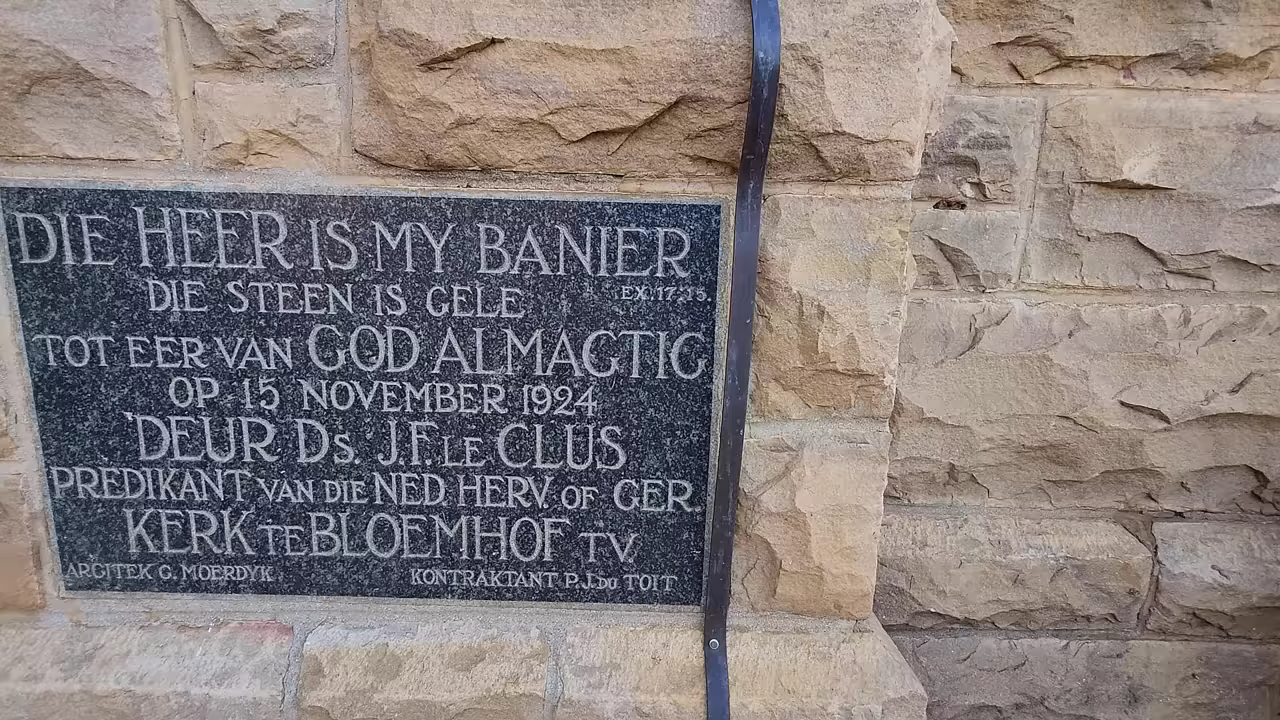 DIE HEER IS MY BANIER
EX. 17:15.
DIE STEEN IS GELE
TOT EER VAN GOD ALMAGTIG
OP 15 NOVEMBER 1924
DEUR DS. J.F. LE CLUS
PREDIKANT VAN DIE NED. HERV. OF GER.
KERK TE BLOEMHOF TV.
ARGITEK G. MOERDYK
KONTRAKTANT P.J. DU TOIT